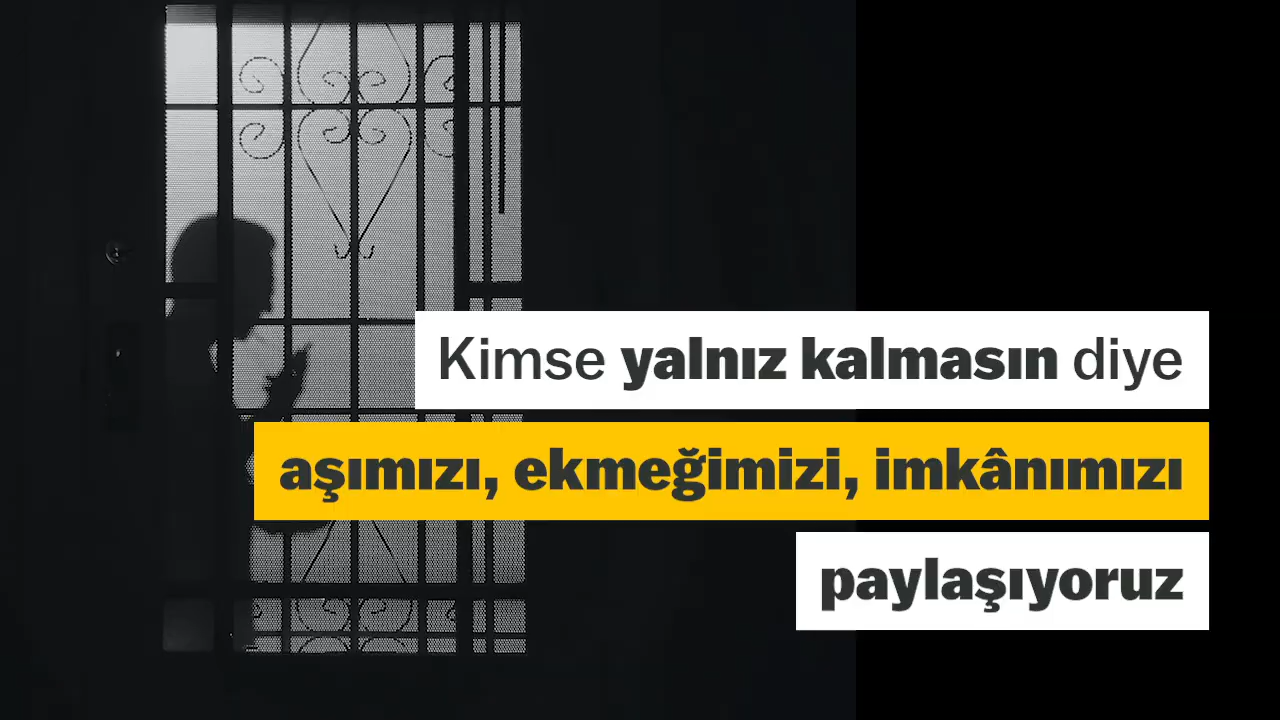 Kimse yalnız kalmasın diye
aşımızı, ekmeğimizi, imkânımızı
paylaşıyoruz